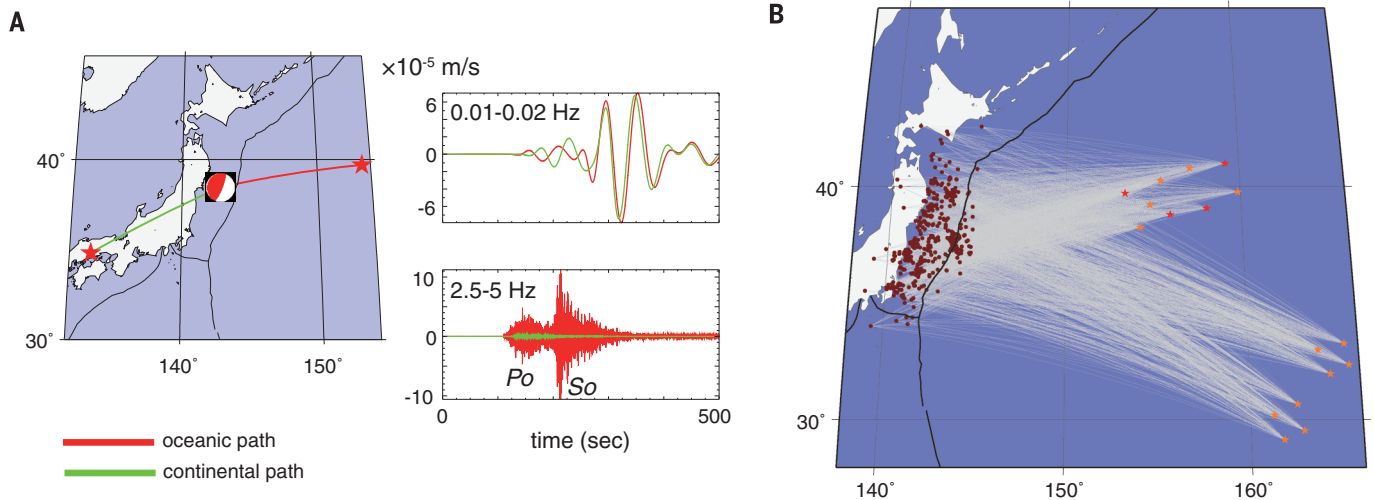 A
40°
30°
140°
150°
×10⁻⁵ m/s
0.01-0.02 Hz
6
0
-6
2.5-5 Hz
10
0
-10
Po
So
0
500
time (sec)
oceanic path
continental path
B
40°
30°
140°
150°
160°